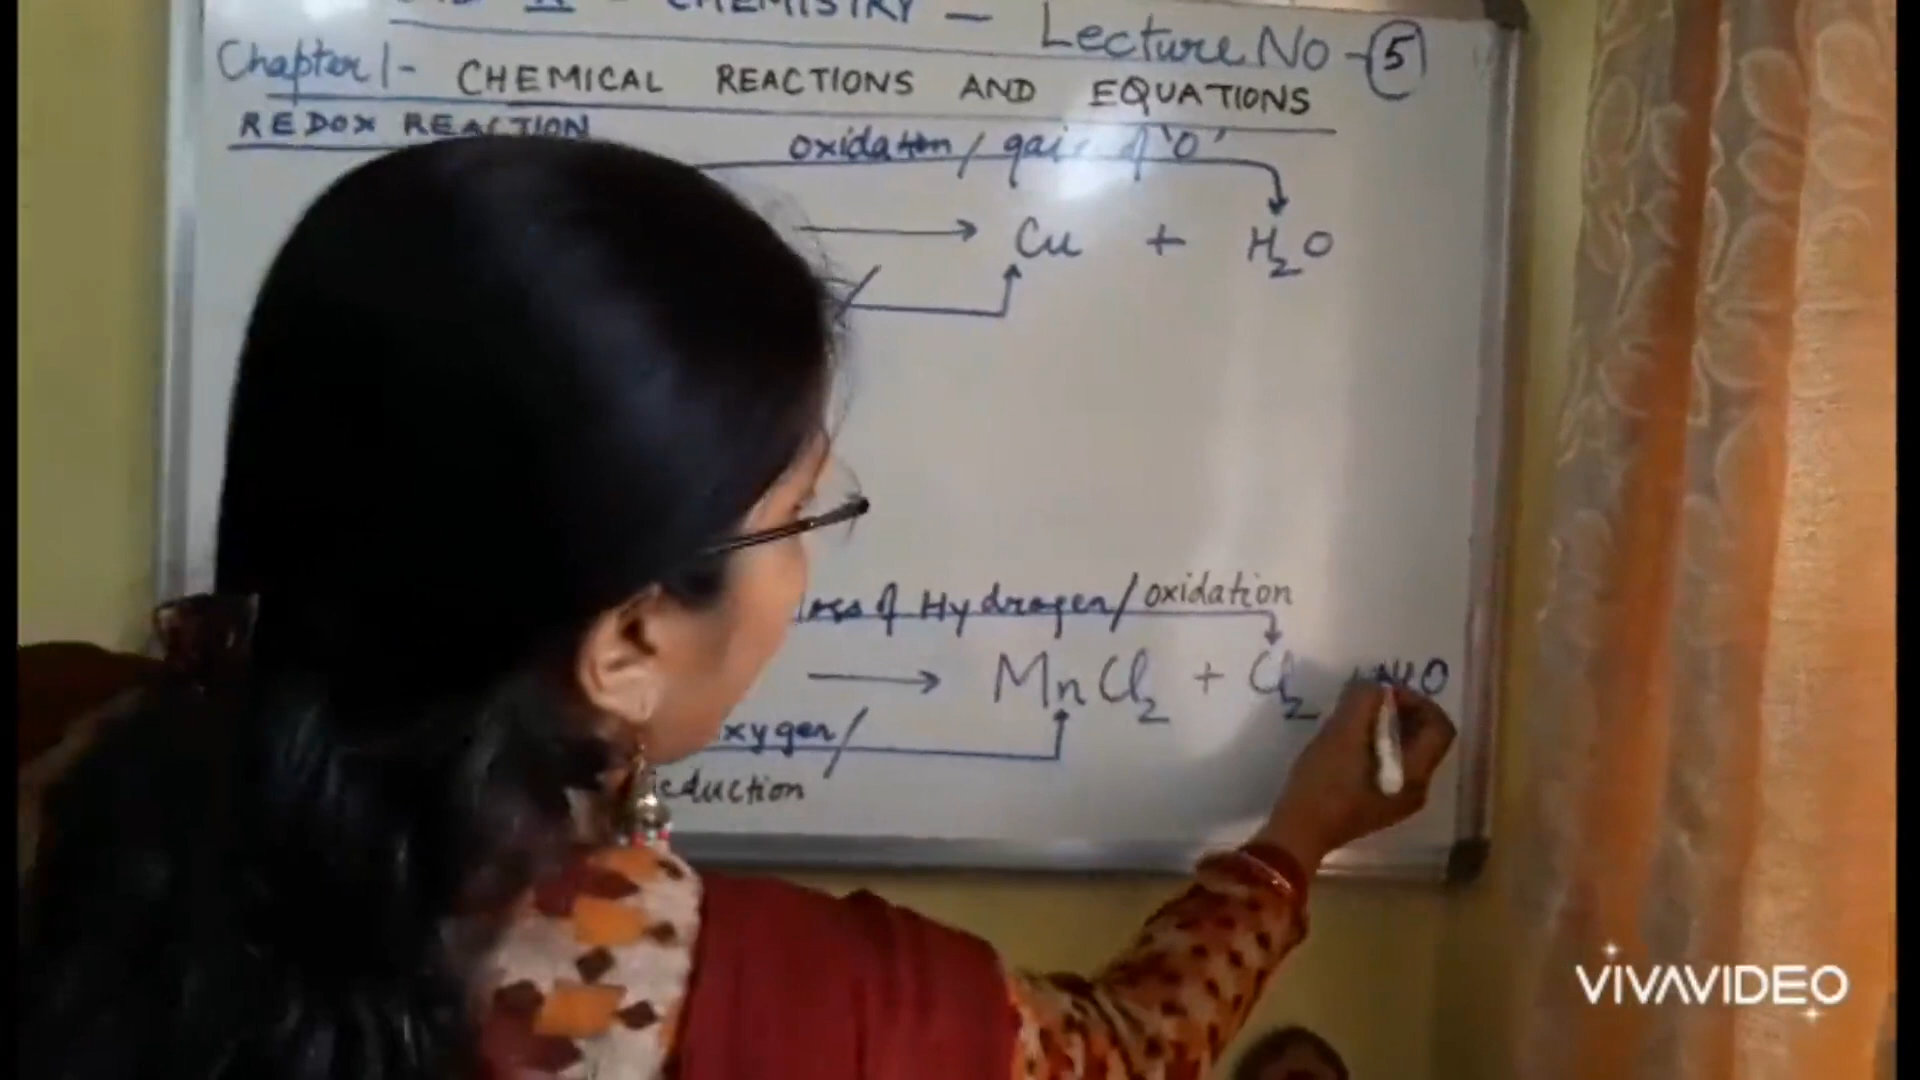 CHEMISTRY - Lecture No - 5
Chapter 1 - CHEMICAL REACTIONS AND EQUATIONS
REDOX REACTION
oxidation / gain of 'O'
→ Cu + H2O
loss of Hydrogen / oxidation
→ MnCl2 + Cl2
oxygen /
reduction
VIVAVIDEO